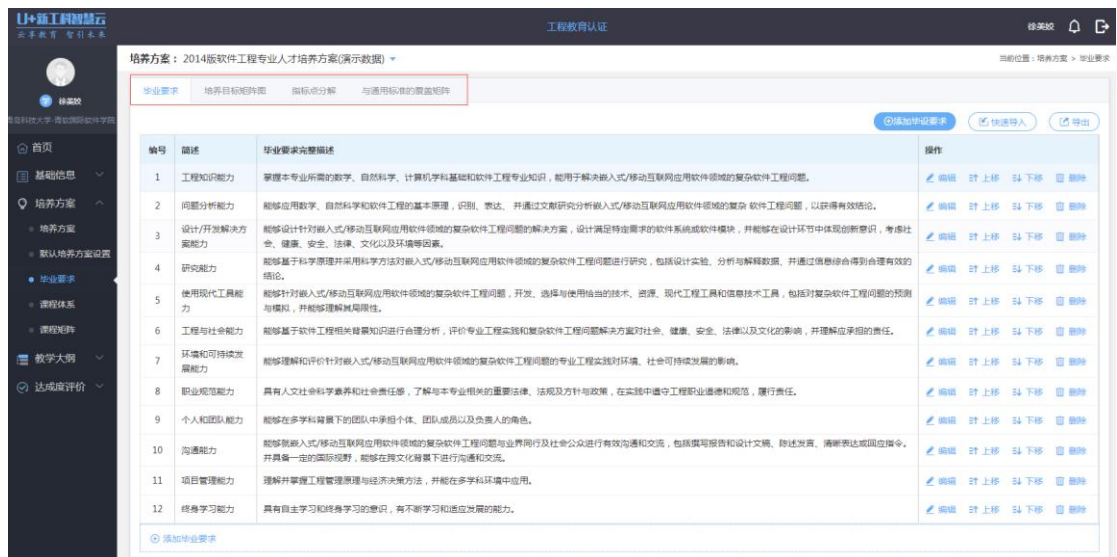 U+新工科智慧云
云享教育 智引未来
工程教育认证
徐美姣
培养方案：2014版软件工程专业人才培养方案(演示数据)
当前位置：培养方案 > 毕业要求
毕业要求 培养目标矩阵图 指标点分解 与通用标准的覆盖矩阵
徐美姣
青岛科技大学-青软国际软件学院
添加毕设要求 快速导入 导出
首页
基础信息
培养方案
培养方案
默认培养方案设置
毕业要求
课程体系
课程矩阵
教学大纲
达成度评价
编号 简述 毕业要求完整描述 操作
1 工程知识能力 掌握本专业所需的数学、自然科学、计算机学科基础和软件工程专业知识，能用于解决嵌入式/移动互联网应用软件领域的复杂软件工程问题。 编辑 上移 下移 删除
2 问题分析能力 能够应用数学、自然科学和软件工程的基本原理，识别、表达、 并通过文献研究分析嵌入式/移动互联网应用软件领域的复杂 软件工程问题，以获得有效结论。 编辑 上移 下移 删除
3 设计/开发解决方
案能力 能够设计针对嵌入式/移动互联网应用软件领域的复杂软件工程问题的解决方案，设计满足特定需求的软件系统或软件模块，并能够在设计环节中体现创新意识，考虑社
会、健康、安全、法律、文化以及环境等因素。 编辑 上移 下移 删除
4 研究能力 能够基于科学原理并采用科学方法对嵌入式/移动互联网应用软件领域的复杂软件工程问题进行研究，包括设计实验、分析与解释数据、并通过信息综合得到合理有效的
结论。 编辑 上移 下移 删除
5 使用现代工具能
力 能够针对嵌入式/移动互联网应用软件领域的复杂软件工程问题，开发、选择与使用恰当的技术、资源、现代工程工具和信息技术工具，包括对复杂软件工程问题的预测
与模拟，并能够理解其局限性。 编辑 上移 下移 删除
6 工程与社会能力 能够基于软件工程相关背景知识进行合理分析，评价专业工程实践和复杂软件工程问题解决方案对社会、健康、安全、法律以及文化的影响，并理解应承担的责任。 编辑 上移 下移 删除
7 环境和可持续发
展能力 能够理解和评价针对嵌入式/移动互联网应用软件领域的复杂软件工程问题的专业工程实践对环境、社会可持续发展的影响。 编辑 上移 下移 删除
8 职业规范能力 具有人文社会科学素养和社会责任感，了解与本专业相关的重要法律、法规及方针与政策，在实践中遵守工程职业道德和规范，履行责任。 编辑 上移 下移 删除
9 个人和团队能力 能够在多学科背景下的团队中承担个体、团队成员以及负责人的角色。 编辑 上移 下移 删除
10 沟通能力 能够就嵌入式/移动互联网应用软件领域的复杂软件工程问题与业界同行及社会公众进行有效沟通和交流，包括撰写报告和设计文稿、陈述发言、清晰表达或回应指令。
并具备一定的国际视野，能够在跨文化背景下进行沟通和交流。 编辑 上移 下移 删除
11 项目管理能力 理解并掌握工程管理原理与经济决策方法，并能在多学科环境中应用。 编辑 上移 下移 删除
12 终身学习能力 具有自主学习和终身学习的意识，有不断学习和适应发展的能力。 编辑 上移 下移 删除
添加毕业要求